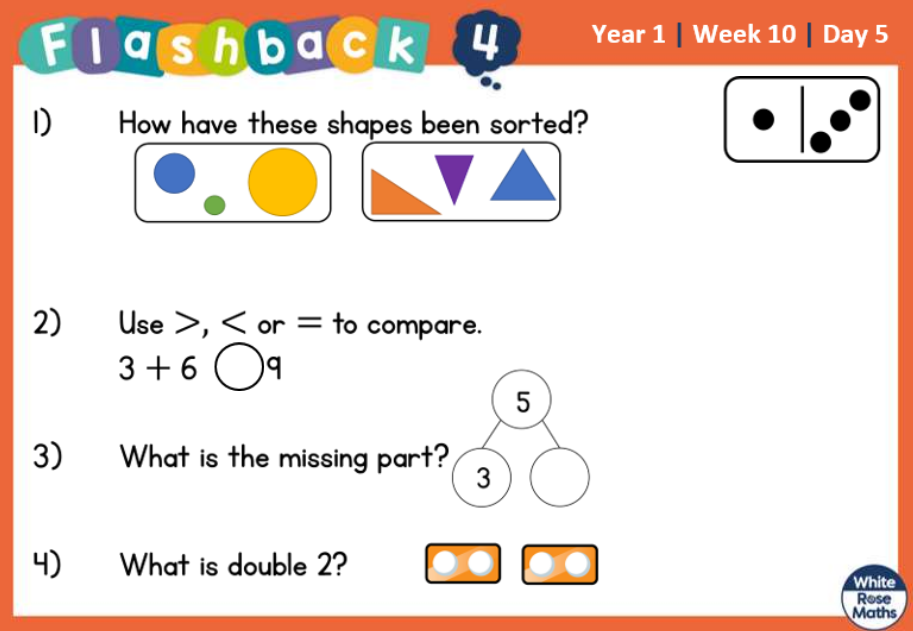 Flashback 4
Year 1 | Week 10 | Day 5
1) How have these shapes been sorted?
2) Use >, < or = to compare.
3 + 6 9
5
3) What is the missing part?
3
4) What is double 2?
White
Rose
Maths